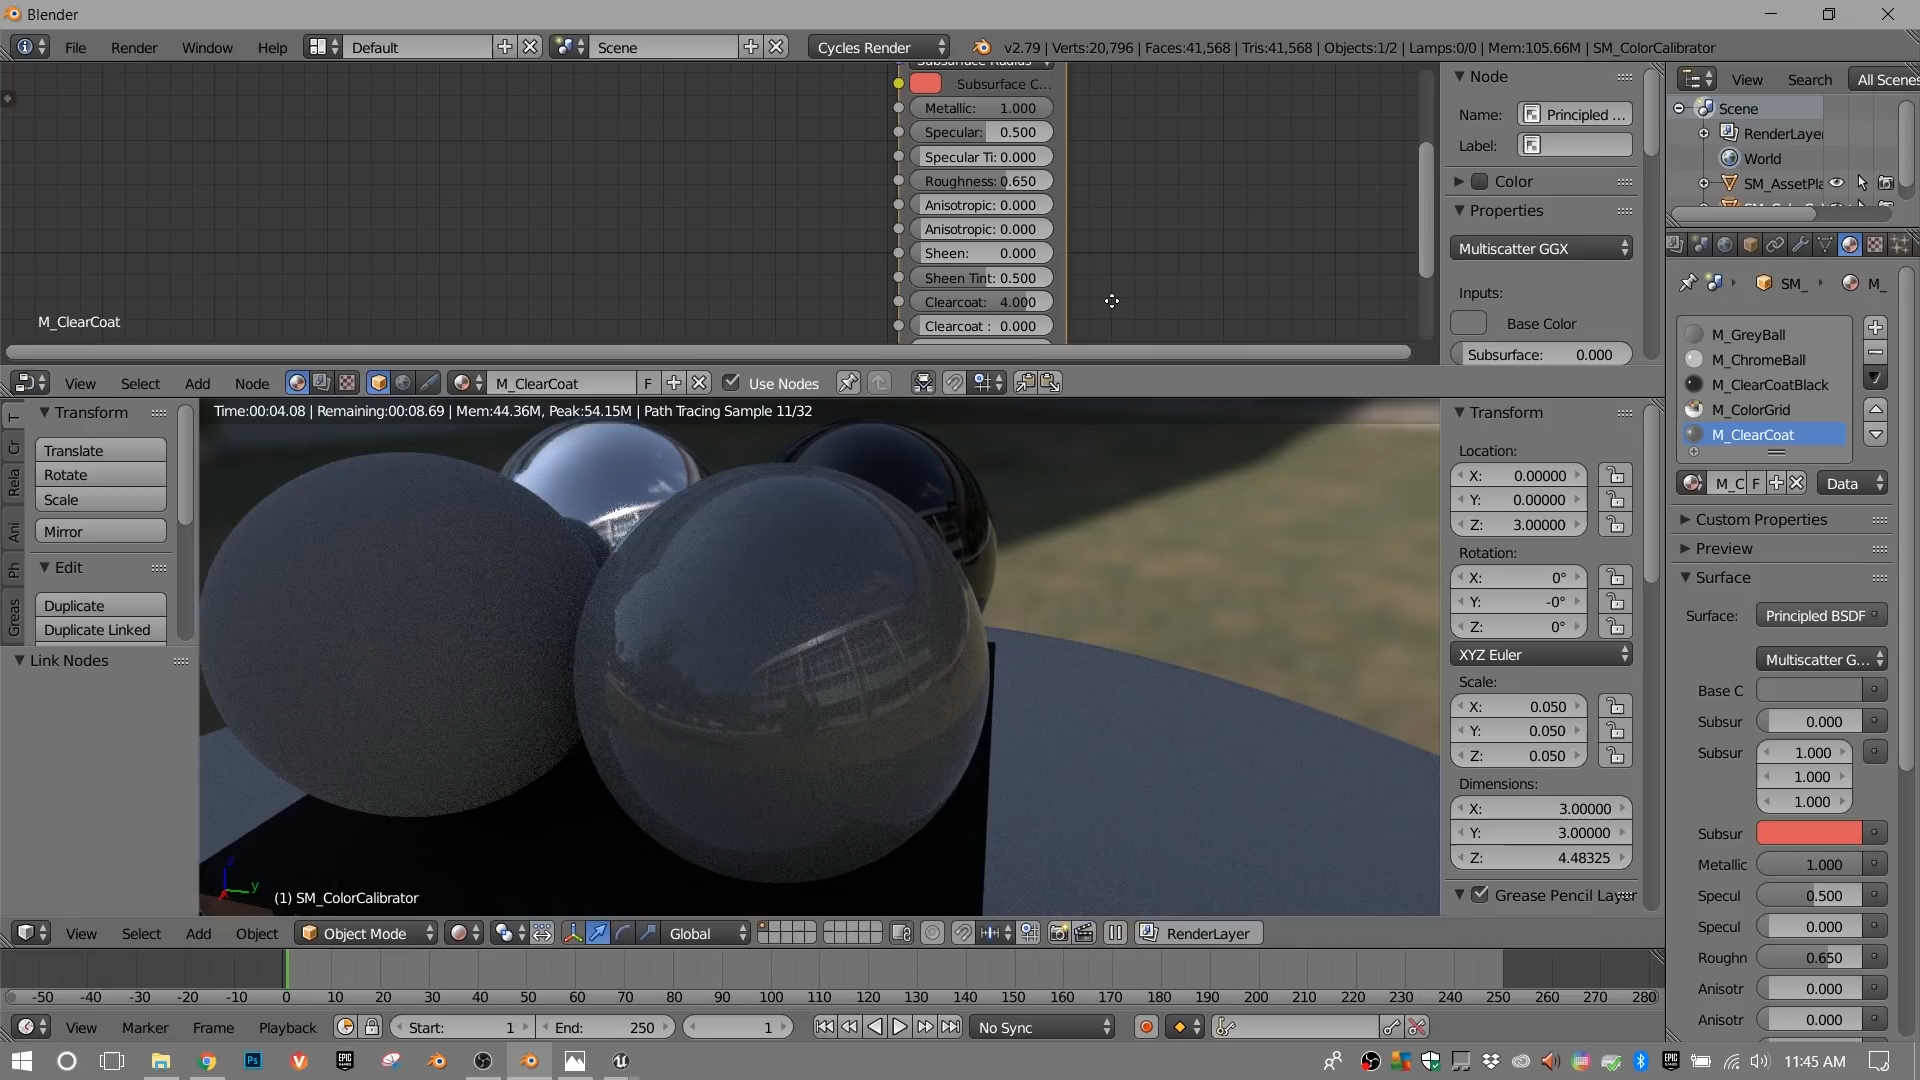 Blender
File Render Window Help Default Scene Cycles Render v2.79 | Verts:20,796 | Faces:41,568 | Tris:41,568 | Objects:1/2 | Lamps:0/0 | Mem:105.66M | SM_ColorCalibrator
Subsurface Radius
Subsurface C...
Metallic: 1.000
Specular: 0.500
Specular Ti: 0.000
Roughness: 0.650
Anisotropic: 0.000
Anisotropic: 0.000
Sheen: 0.000
Sheen Tint: 0.500
Clearcoat: 4.000
Clearcoat : 0.000
M_ClearCoat
Node
Name: Principled ...
Label:
Color
Properties
Multiscatter GGX
Inputs:
Base Color
Subsurface: 0.000
View Search All Scenes
Scene
RenderLayer
World
SM_AssetPla
SM_ M_
M_GreyBall
M_ChromeBall
M_ClearCoatBlack
M_ColorGrid
M_ClearCoat
M_C F Data
Custom Properties
Preview
Surface
Surface: Principled BSDF
Multiscatter G...
Base C
Subsur 0.000
Subsur 1.000
1.000
1.000
Subsur
Metallic 1.000
Specul 0.500
Specul 0.000
Roughn 0.650
Anisotr 0.000
Anisotr 0.000
View Select Add Node M_ClearCoat F Use Nodes
T
Cr
Rela
Ani
Ph
Greas
Transform
Translate
Rotate
Scale
Mirror
Edit
Duplicate
Duplicate Linked
Link Nodes
Time:00:04.08 | Remaining:00:08.69 | Mem:44.36M, Peak:54.15M | Path Tracing Sample 11/32
z
y
x
(1) SM_ColorCalibrator
Transform
Location:
X: 0.00000
Y: 0.00000
Z: 3.00000
Rotation:
X: 0°
Y: -0°
Z: 0°
XYZ Euler
Scale:
X: 0.050
Y: 0.050
Z: 0.050
Dimensions:
X: 3.00000
Y: 3.00000
Z: 4.48325
Grease Pencil Layer
View Select Add Object Object Mode Global RenderLayer
-50 -40 -30 -20 -10 0 10 20 30 40 50 60 70 80 90 100 110 120 130 140 150 160 170 180 190 200 210 220 230 240 250 260 270 280
View Marker Frame Playback Start: 1 End: 250 1 No Sync
Ps EPIC GAMES 11:45 AM